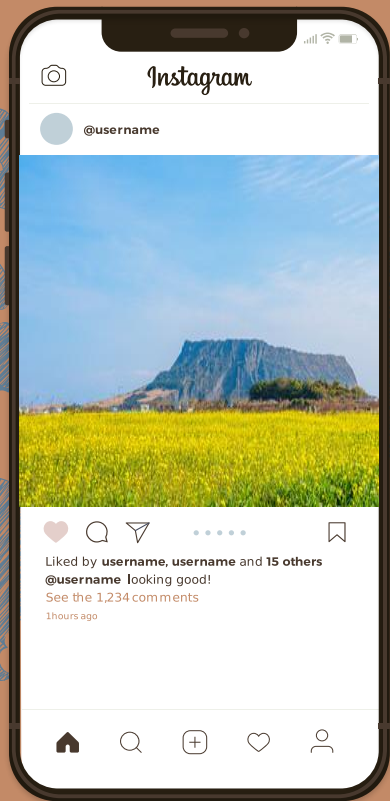 Instagram
@username
Liked by username, username and 15 others
@username looking good!
See the 1,234 comments
1hours ago